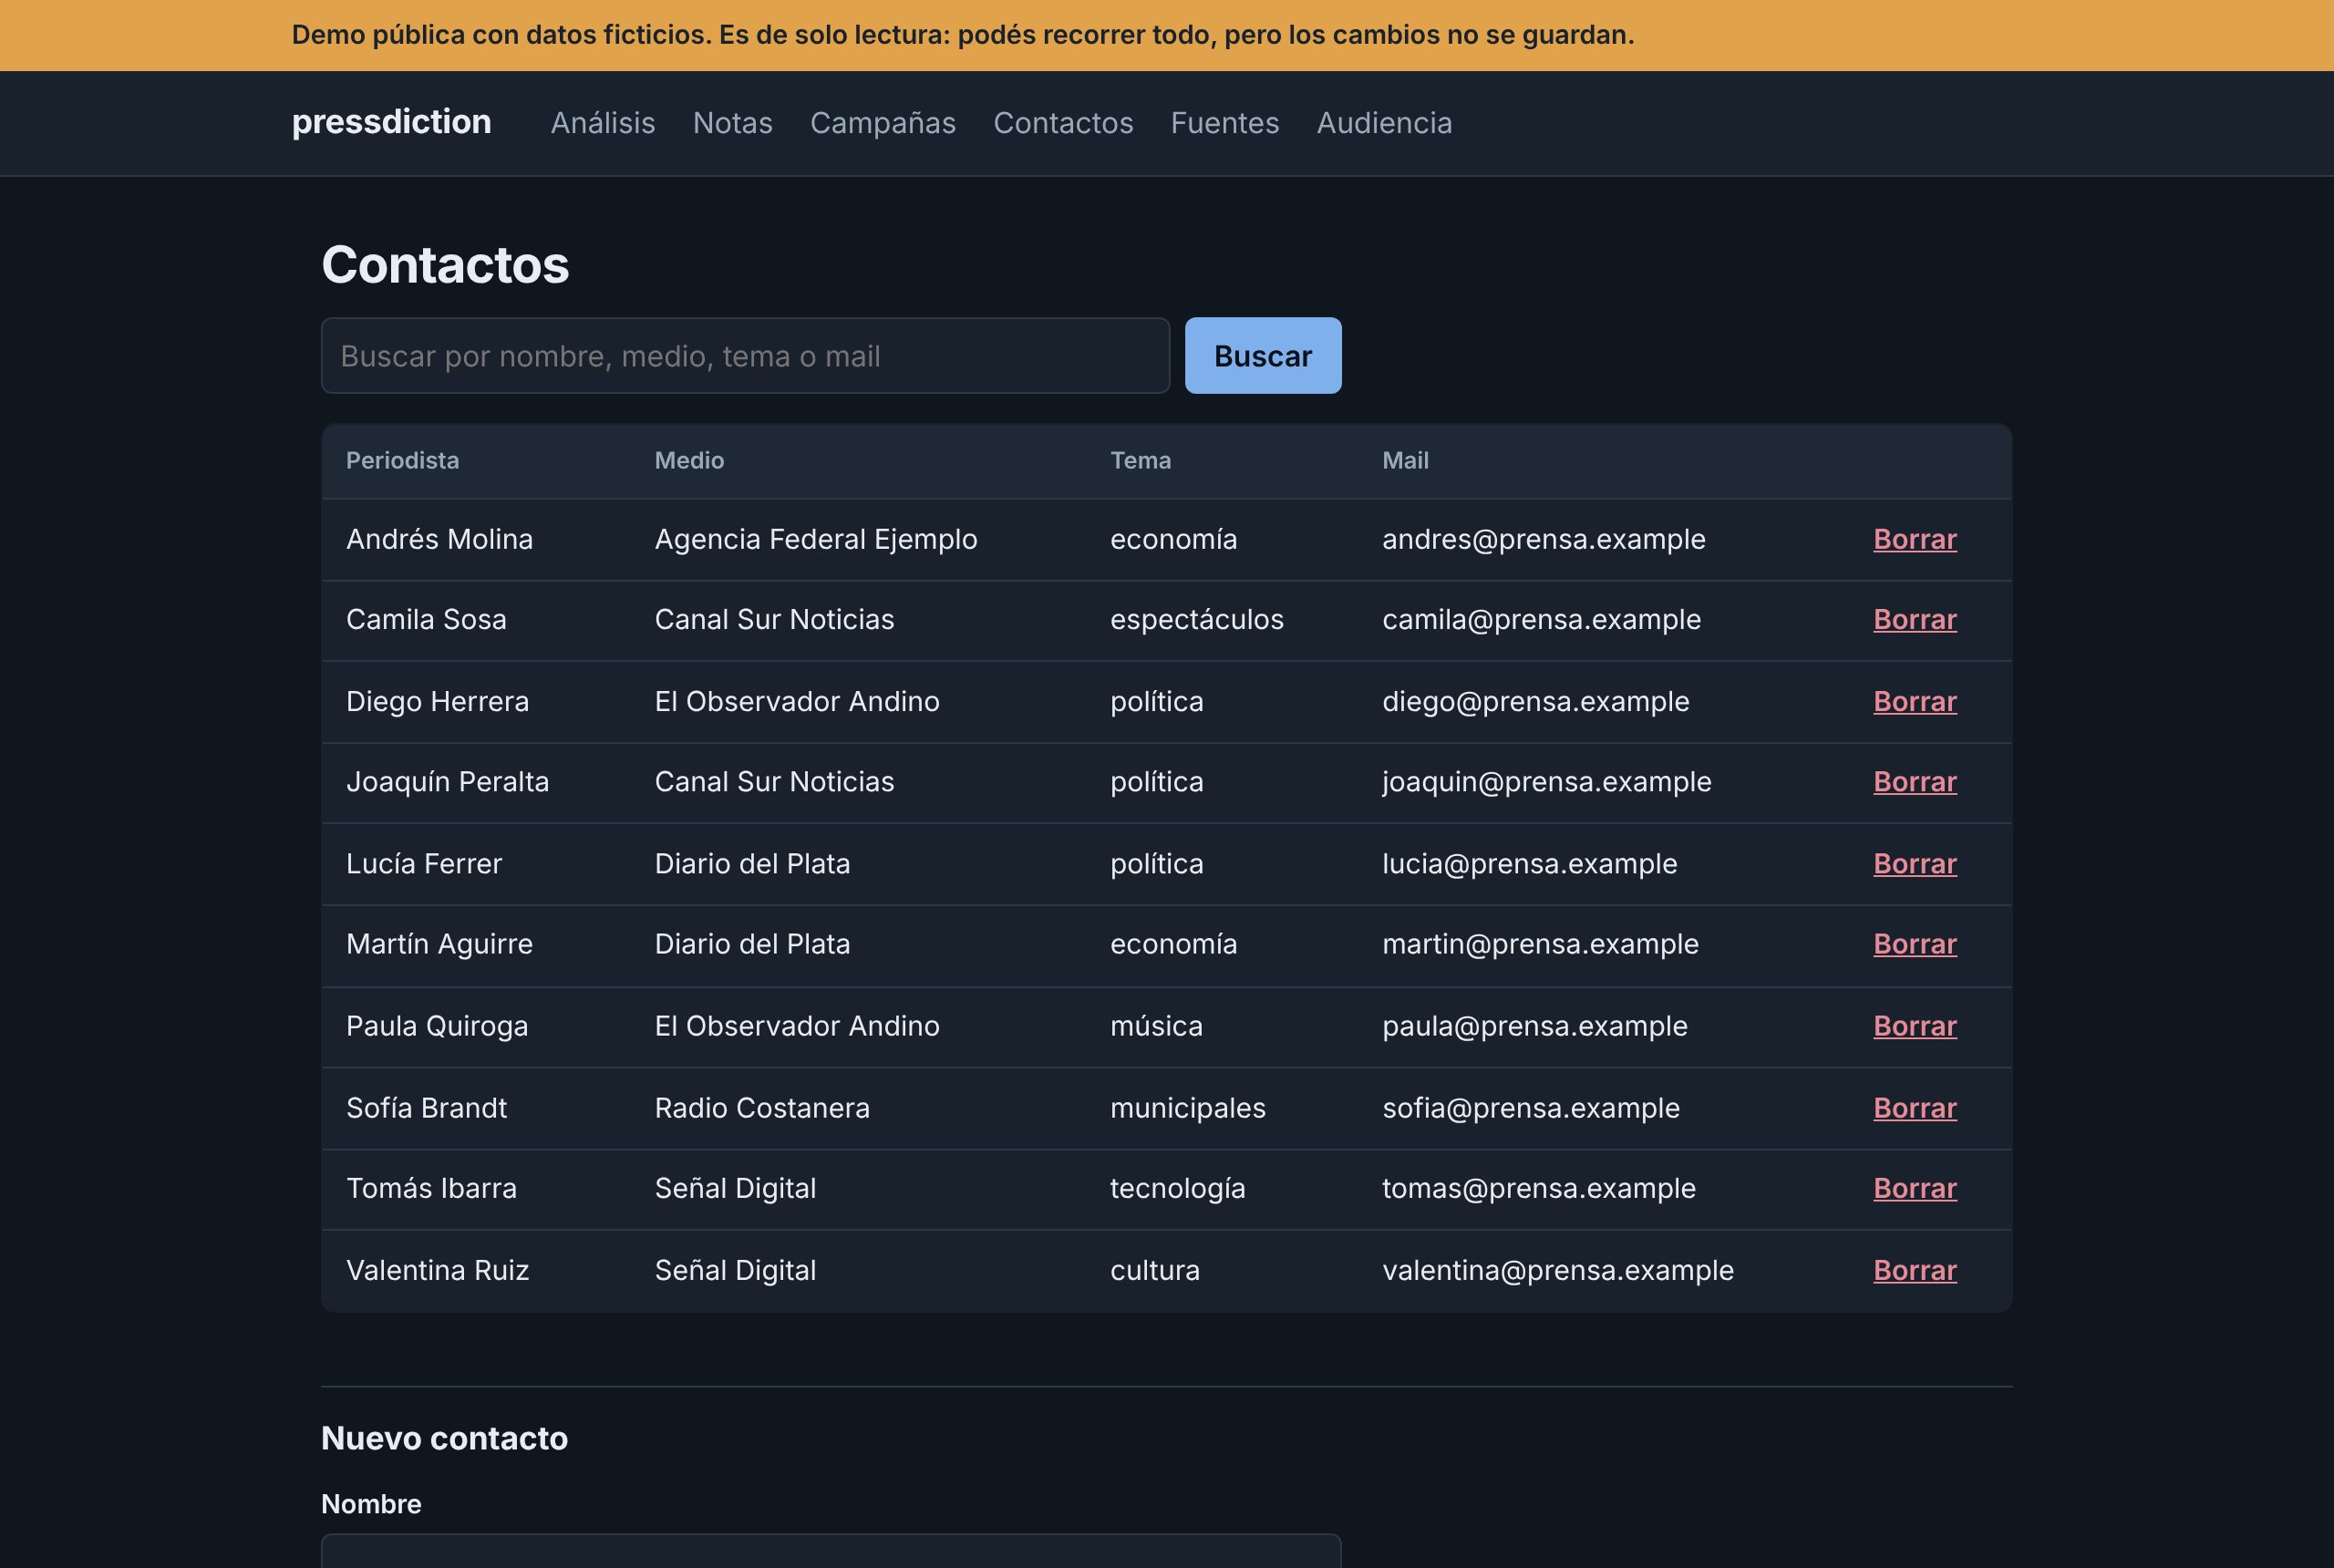 Demo pública con datos ficticios. Es de solo lectura: podés recorrer todo, pero los cambios no se guardan.
pressdiction Análisis Notas Campañas Contactos Fuentes Audiencia
Contactos
Buscar por nombre, medio, tema o mail Buscar
Periodista Medio Tema Mail
Andrés Molina Agencia Federal Ejemplo economía andres@prensa.example Borrar
Camila Sosa Canal Sur Noticias espectáculos camila@prensa.example Borrar
Diego Herrera El Observador Andino política diego@prensa.example Borrar
Joaquín Peralta Canal Sur Noticias política joaquin@prensa.example Borrar
Lucía Ferrer Diario del Plata política lucia@prensa.example Borrar
Martín Aguirre Diario del Plata economía martin@prensa.example Borrar
Paula Quiroga El Observador Andino música paula@prensa.example Borrar
Sofía Brandt Radio Costanera municipales sofia@prensa.example Borrar
Tomás Ibarra Señal Digital tecnología tomas@prensa.example Borrar
Valentina Ruiz Señal Digital cultura valentina@prensa.example Borrar
Nuevo contacto
Nombre